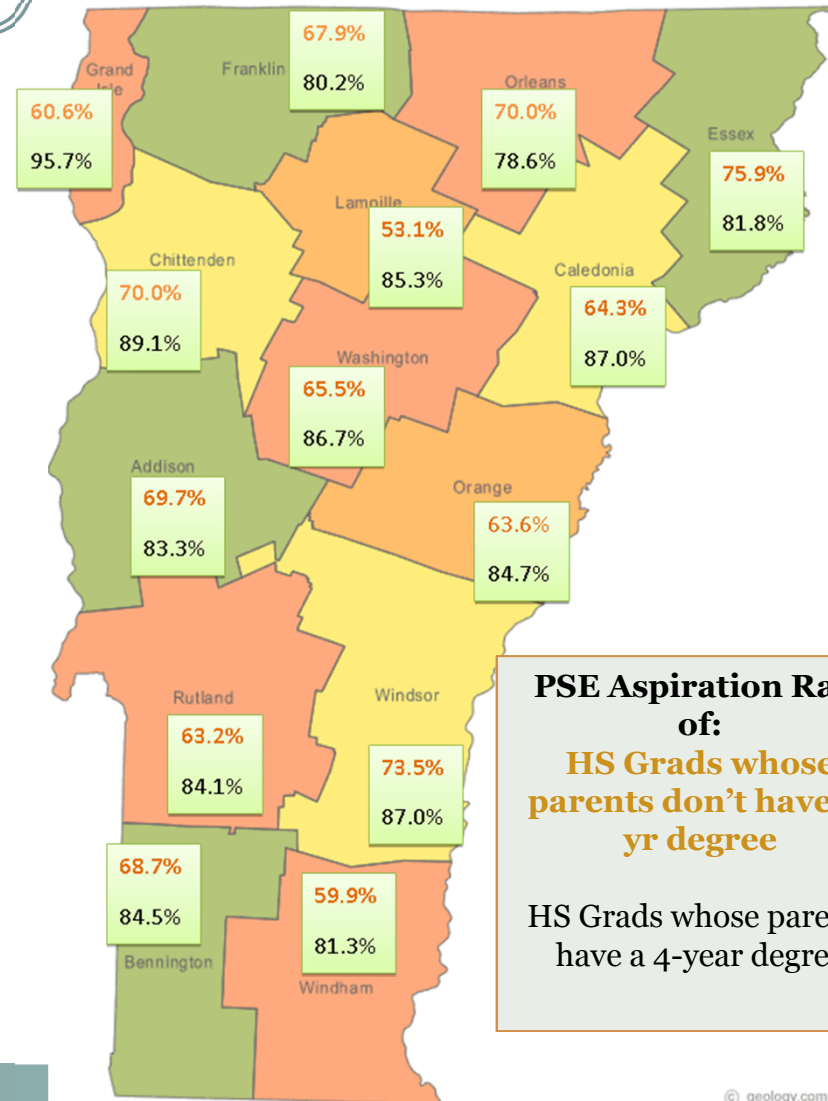 67.9%
Grand
Isle
Franklin
80.2%
Orleans
60.6%
70.0%
95.7%
78.6%
Essex
75.9%
81.8%
Lamoille
53.1%
85.3%
Chittenden
70.0%
89.1%
Caledonia
64.3%
87.0%
Washington
65.5%
86.7%
Addison
69.7%
83.3%
Orange
63.6%
84.7%
Rutland
63.2%
84.1%
Windsor
73.5%
87.0%
PSE Aspiration Ra
of:
HS Grads whose
parents don’t have
yr degree
HS Grads whose pare
have a 4-year degre
68.7%
84.5%
Bennington
59.9%
81.3%
Windham
© geology.com